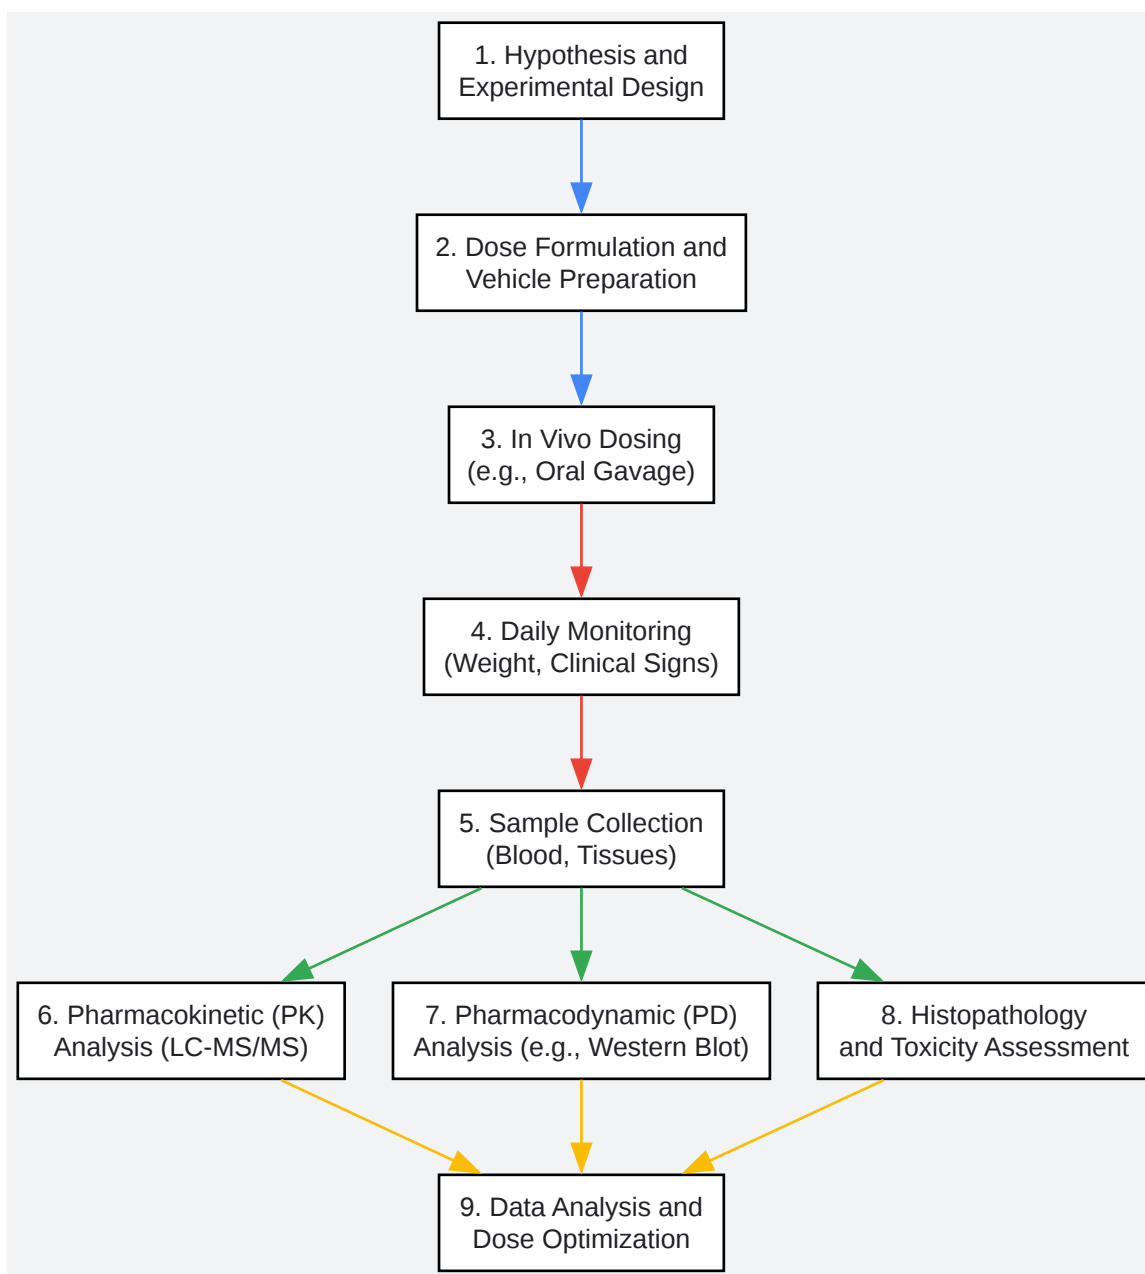 1. Hypothesis and
Experimental Design
2. Dose Formulation and
Vehicle Preparation
3. In Vivo Dosing
(e.g., Oral Gavage)
4. Daily Monitoring
(Weight, Clinical Signs)
5. Sample Collection
(Blood, Tissues)
6. Pharmacokinetic (PK)
Analysis (LC-MS/MS)
7. Pharmacodynamic (PD)
Analysis (e.g., Western Blot)
8. Histopathology
and Toxicity Assessment
9. Data Analysis and
Dose Optimization